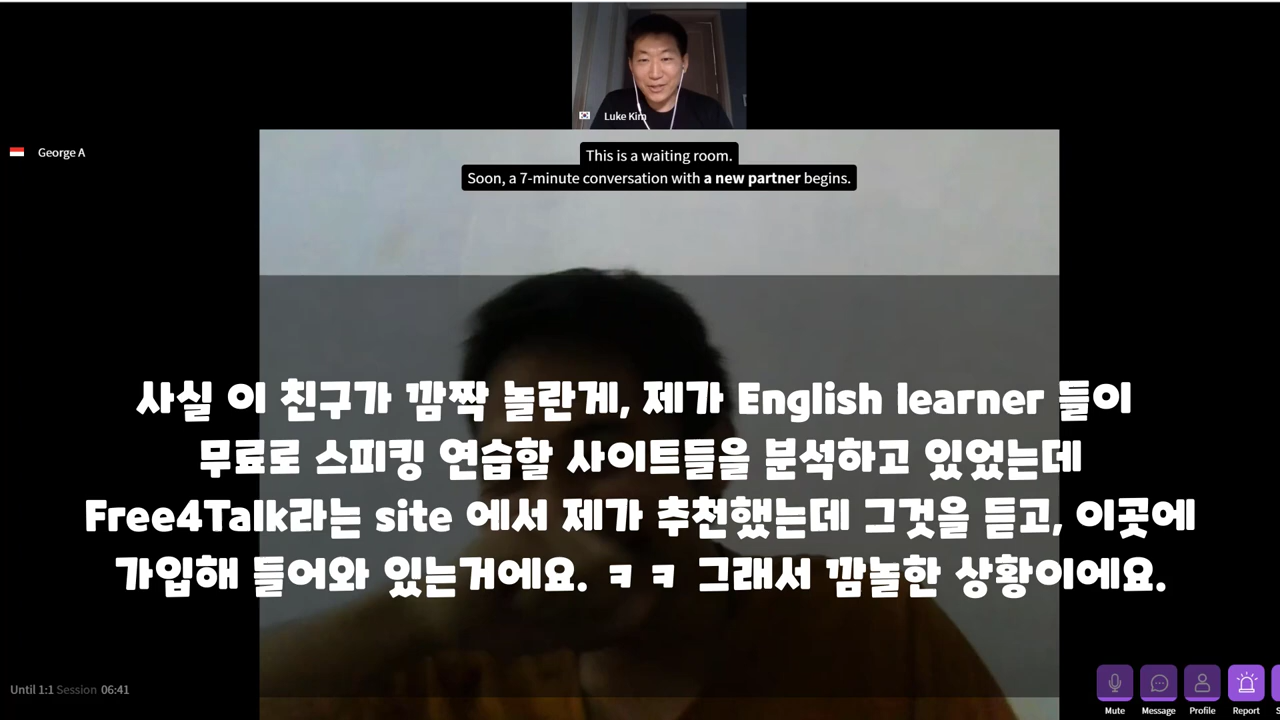 Luke Kim
George A
This is a waiting room.
Soon, a 7-minute conversation with a new partner begins.
사실 이 친구가 깜짝 놀란게, 제가 English learner 들이
무료로 스피킹 연습할 사이트들을 분석하고 있었는데
Free4Talk라는 site 에서 제가 추천했는데 그것을 듣고, 이곳에
가입해 들어와 있는거에요. ㅋ ㅋ 그래서 깜놀한 상황이에요.
Until 1:1 Session 06:41
Mute Message Profile Report